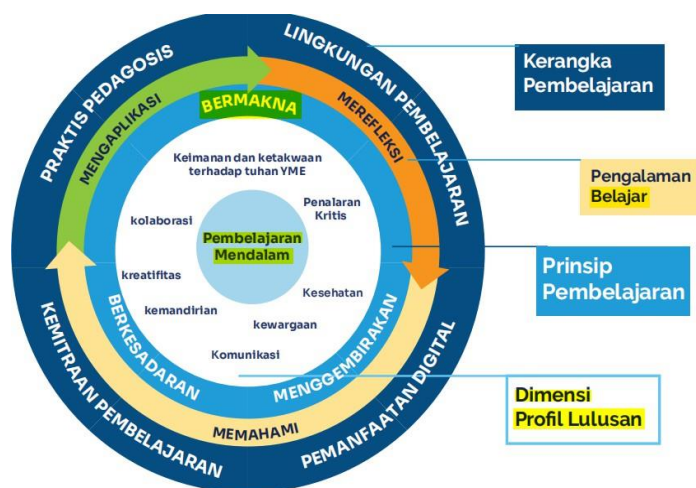 PRAKTIS PEDAGOSIS
LINGKUNGAN PEMBELAJARAN
MENGAPLIKASI
BERMAKNA
MEREFLEKSI
Kerangka
Pembelajaran
Keimanan dan ketakwaan
terhadap tuhan YME
Penalaran
Kritis
kolaborasi
Pembelajaran
Mendalam
kreatifitas
Kesehatan
kemandirian
kewargaan
Komunikasi
Pengalaman
Belajar
Prinsip
Pembelajaran
BERKESADARAN
MENGGEMBIRAKAN
KEMITRAAN PEMBELAJARAN
MEMAHAMI
PEMANFAATAN DIGITAL
Dimensi
Profil Lulusan